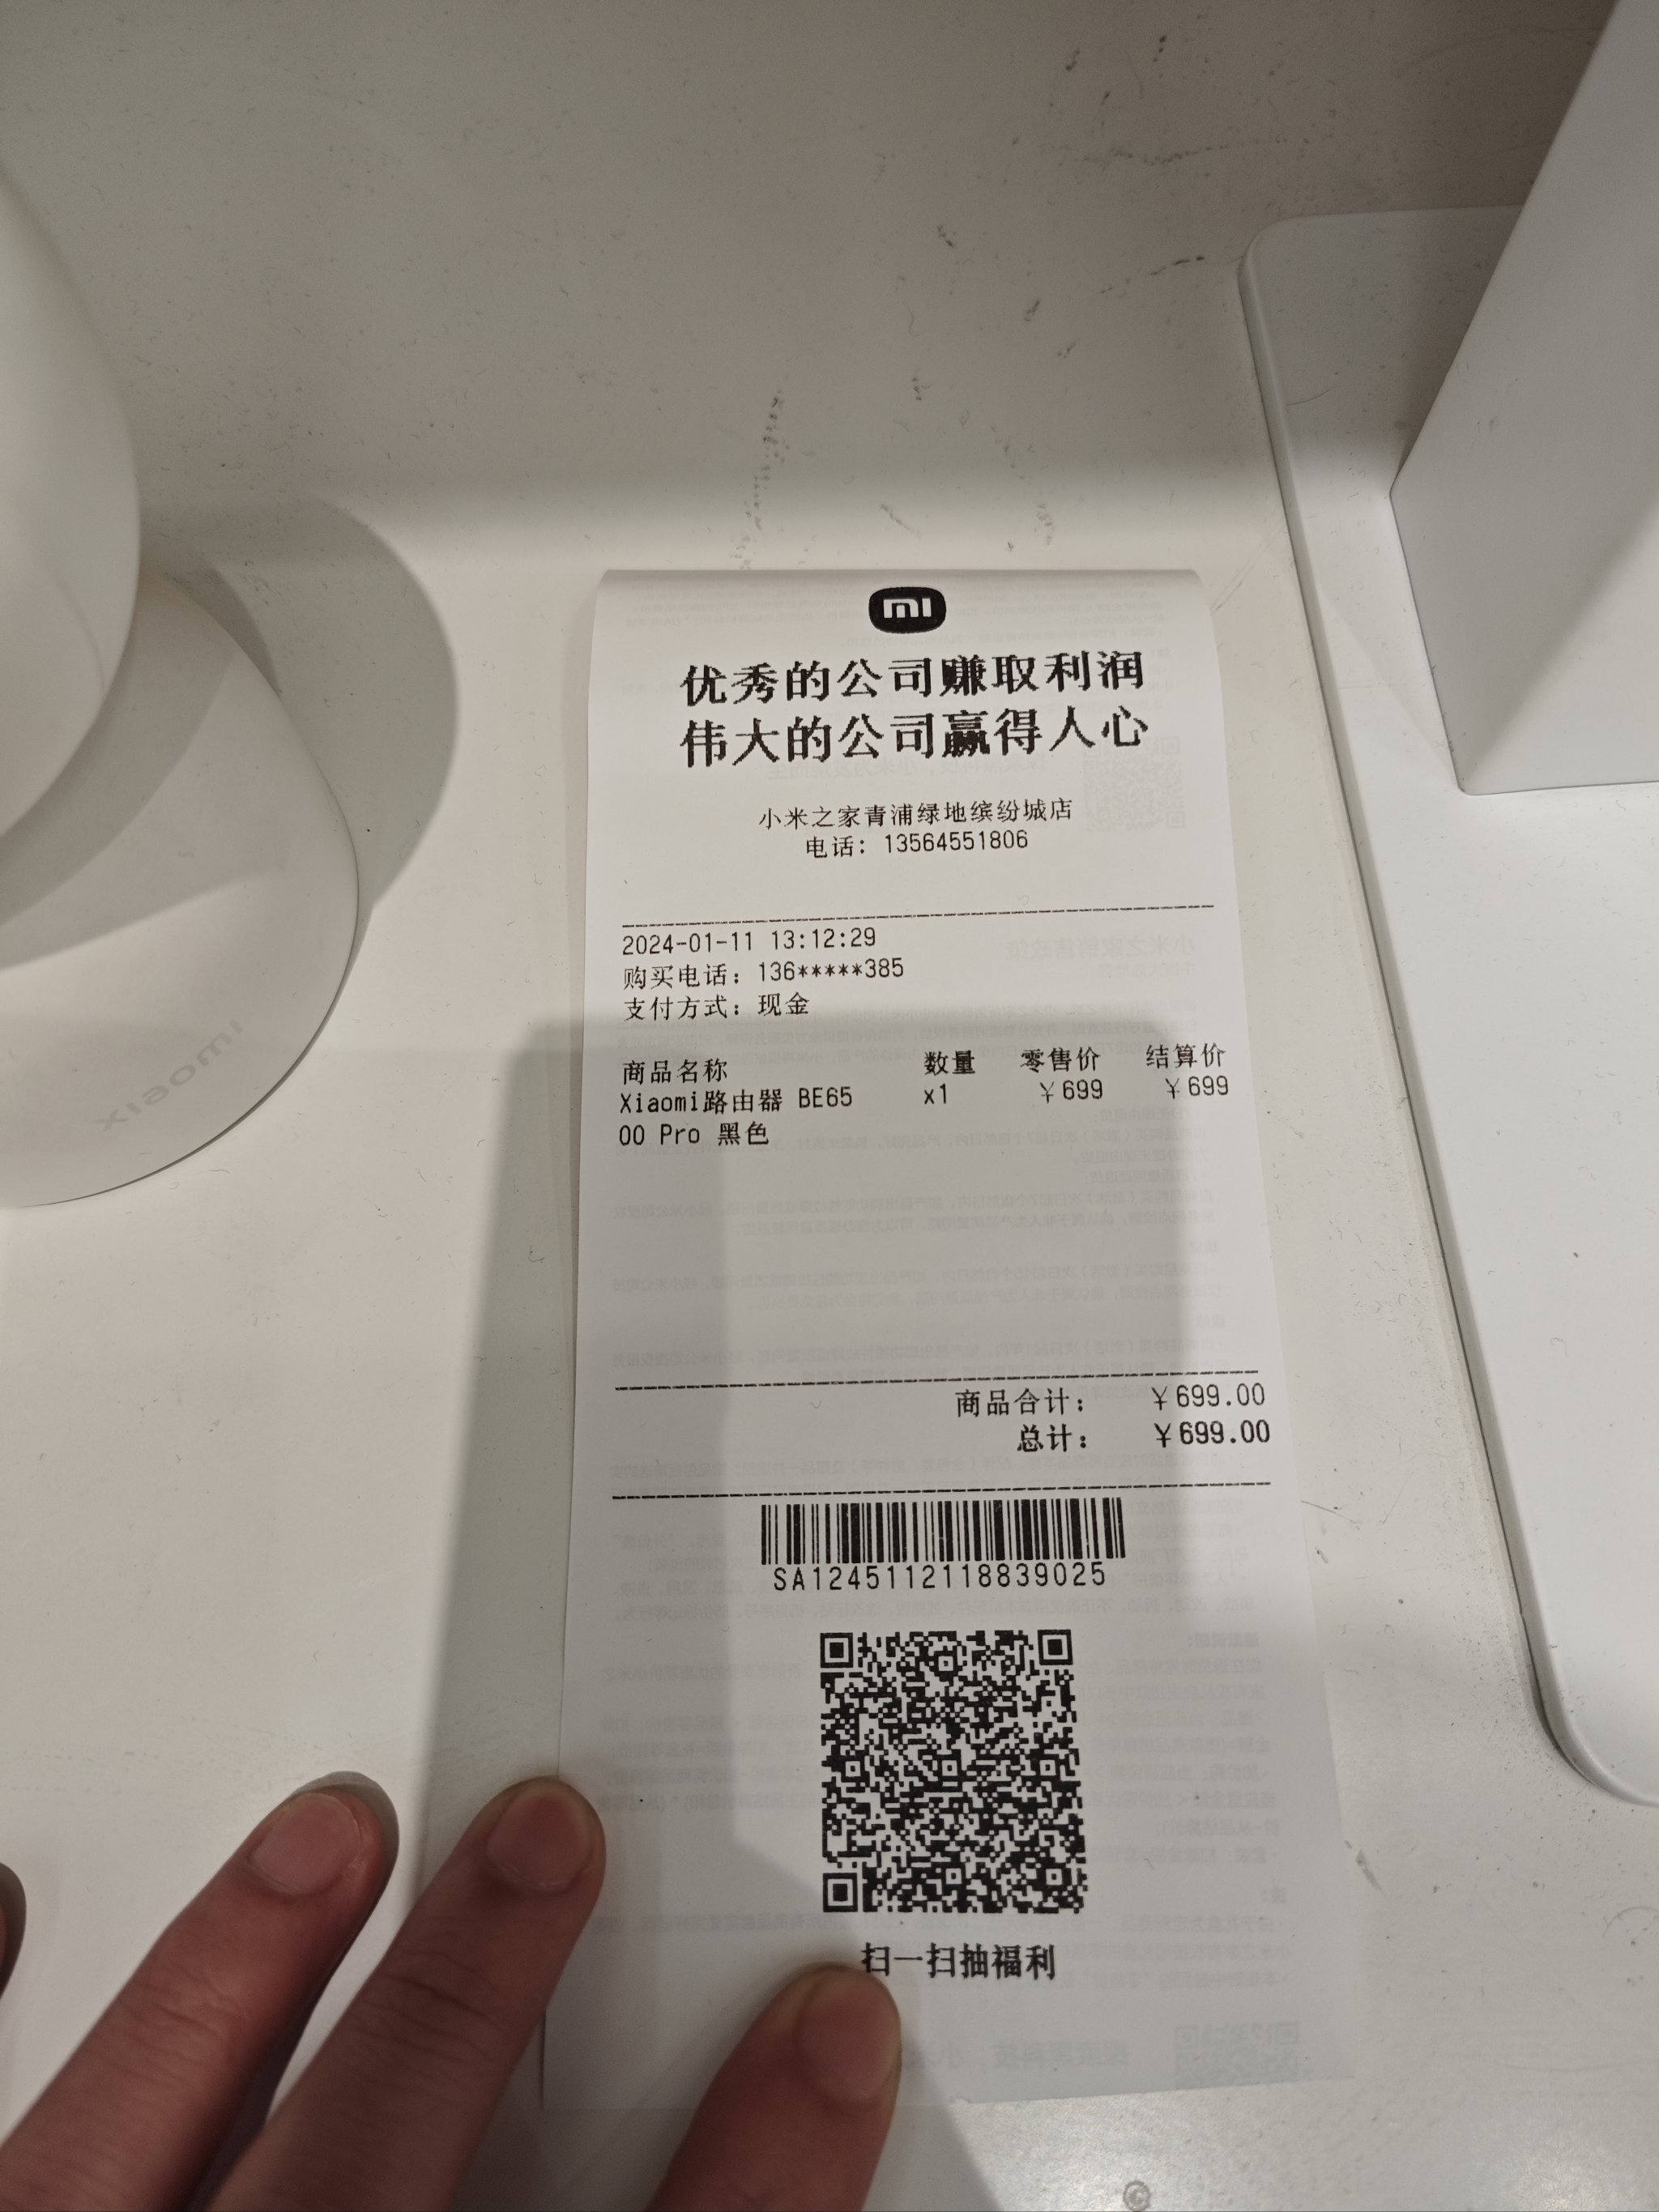 mi
优秀的公司赚取利润
伟大的公司赢得人心
小米之家青浦绿地缤纷城店
电话: 13564551806
2024-01-11 13:12:29
购买电话: 136*****385
支付方式: 现金
商品名称 数量 零售价 结算价
Xiaomi路由器 BE65 x1 ￥699 ￥699
00 Pro 黑色
商品合计: ￥699.00
总计: ￥699.00
SA1245112118839025
扫一扫抽福利
xiaomi